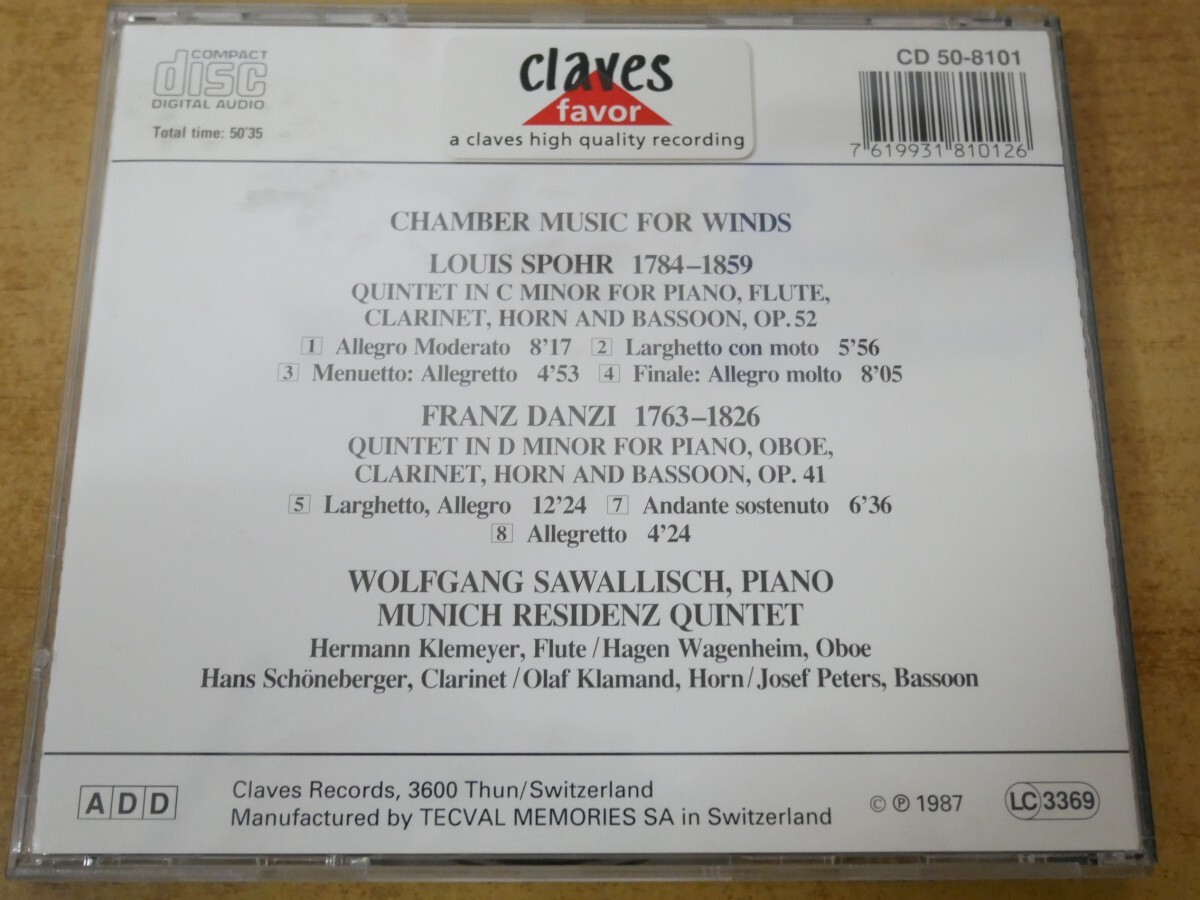 COMPACT
disc
DIGITAL AUDIO
Total time: 50'35
claves
favor
a claves high quality recording
CD 50-8101
7 619931 810126
CHAMBER MUSIC FOR WINDS
LOUIS SPOHR 1784–1859
QUINTET IN C MINOR FOR PIANO, FLUTE,
CLARINET, HORN AND BASSOON, OP. 52
1 Allegro Moderato 8'17 2 Larghetto con moto 5'56
3 Menuetto: Allegretto 4'53 4 Finale: Allegro molto 8'05
FRANZ DANZI 1763–1826
QUINTET IN D MINOR FOR PIANO, OBOE,
CLARINET, HORN AND BASSOON, OP. 41
5 Larghetto, Allegro 12'24 7 Andante sostenuto 6'36
8 Allegretto 4'24
WOLFGANG SAWALLISCH, PIANO
MUNICH RESIDENZ QUINTET
Hermann Klemeyer, Flute / Hagen Wagenheim, Oboe
Hans Schöneberger, Clarinet / Olaf Klamand, Horn / Josef Peters, Bassoon
ADD
Claves Records, 3600 Thun/Switzerland
Manufactured by TECVAL MEMORIES SA in Switzerland
© ℗ 1987
LC 3369